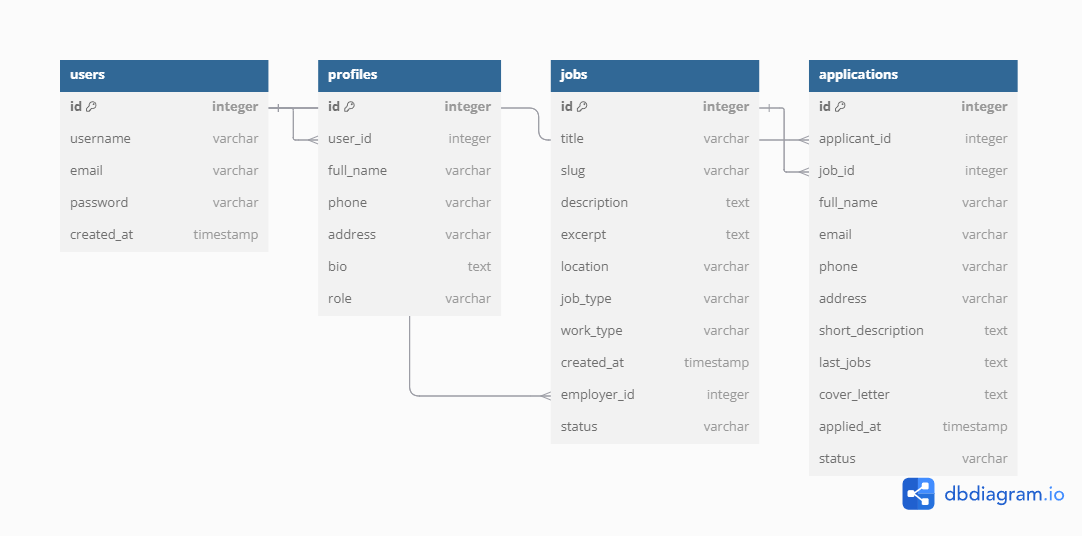 users
id integer
username varchar
email varchar
password varchar
created_at timestamp
profiles
id integer
user_id integer
full_name varchar
phone varchar
address varchar
bio text
role varchar
jobs
id integer
title varchar
slug varchar
description text
excerpt text
location varchar
job_type varchar
work_type varchar
created_at timestamp
employer_id integer
status varchar
applications
id integer
applicant_id integer
job_id integer
full_name varchar
email varchar
phone varchar
address varchar
short_description text
last_jobs text
cover_letter text
applied_at timestamp
status varchar
dbdiagram.io